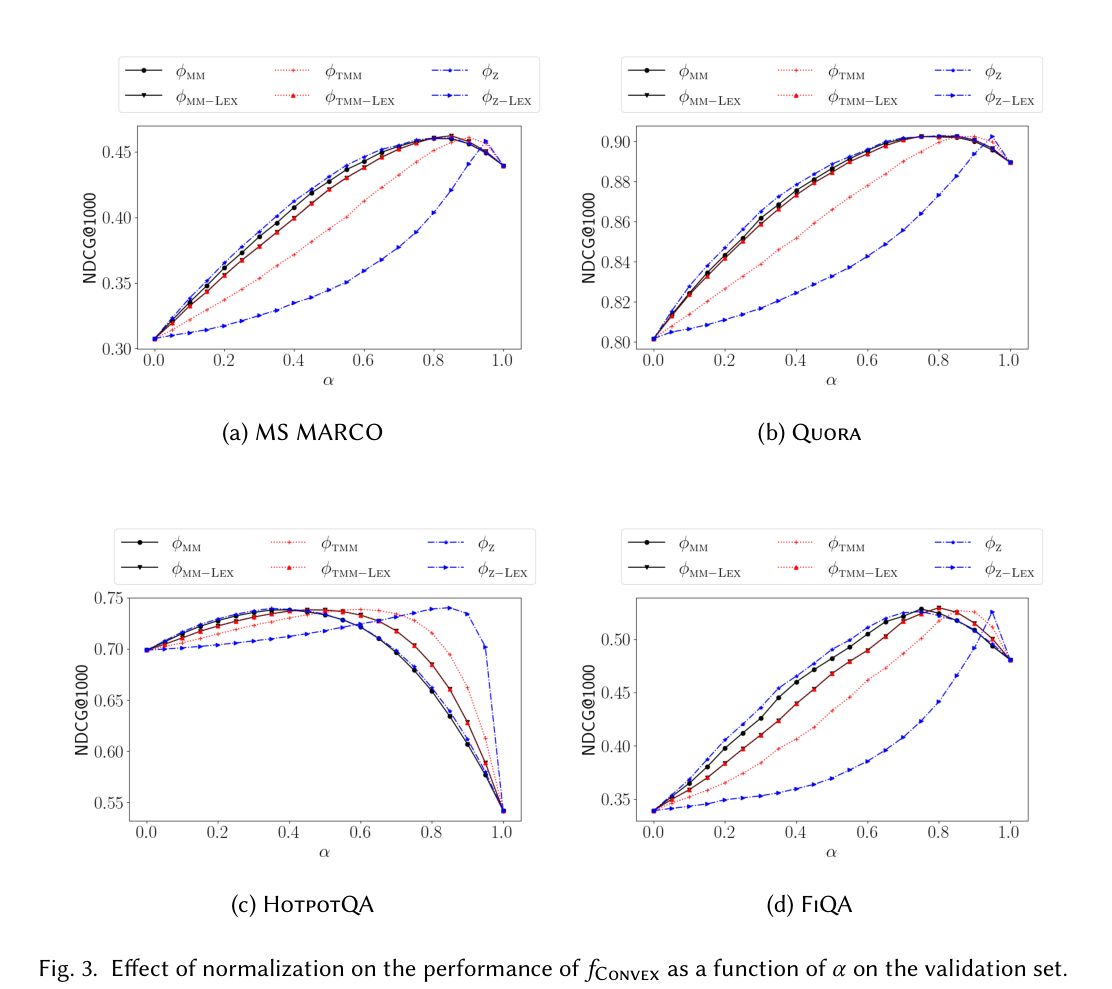 ϕMM ϕTMM ϕZ
ϕMM−Lex ϕTMM−Lex ϕZ−Lex
NDCG@1000
0.45
0.40
0.35
0.30
0.0 0.2 0.4 0.6 0.8 1.0
α
(a) MS MARCO
ϕMM ϕTMM ϕZ
ϕMM−Lex ϕTMM−Lex ϕZ−Lex
NDCG@1000
0.90
0.88
0.86
0.84
0.82
0.80
0.0 0.2 0.4 0.6 0.8 1.0
α
(b) Quora
ϕMM ϕTMM ϕZ
ϕMM−Lex ϕTMM−Lex ϕZ−Lex
NDCG@1000
0.75
0.70
0.65
0.60
0.55
0.0 0.2 0.4 0.6 0.8 1.0
α
(c) HotpotQA
ϕMM ϕTMM ϕZ
ϕMM−Lex ϕTMM−Lex ϕZ−Lex
NDCG@1000
0.50
0.45
0.40
0.35
0.0 0.2 0.4 0.6 0.8 1.0
α
(d) FiQA
Fig. 3. Effect of normalization on the performance of fConvex as a function of α on the validation set.